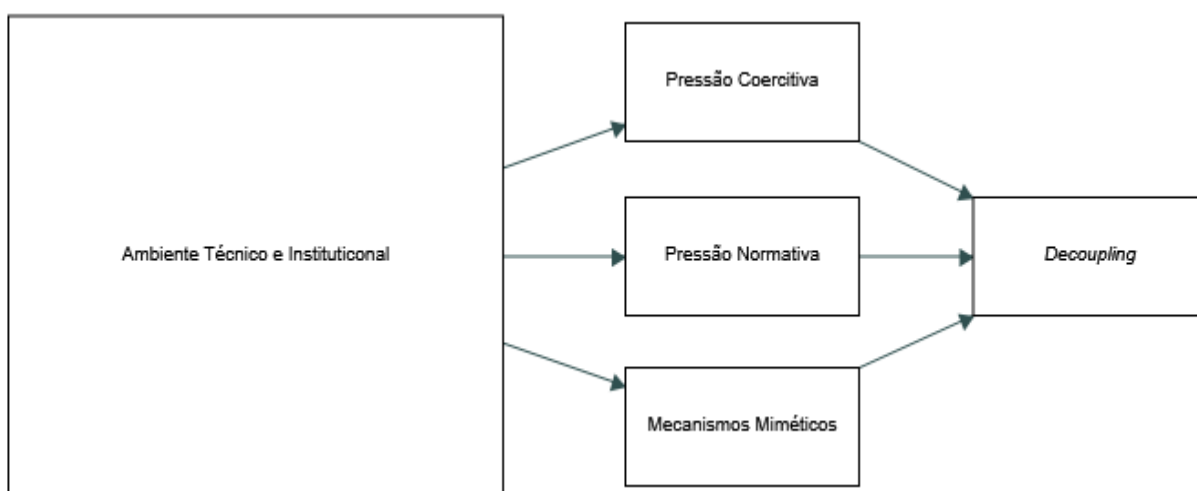 Pressão Coercitiva
Ambiente Técnico e Instituticonal
Pressão Normativa
Decoupling
Mecanismos Miméticos